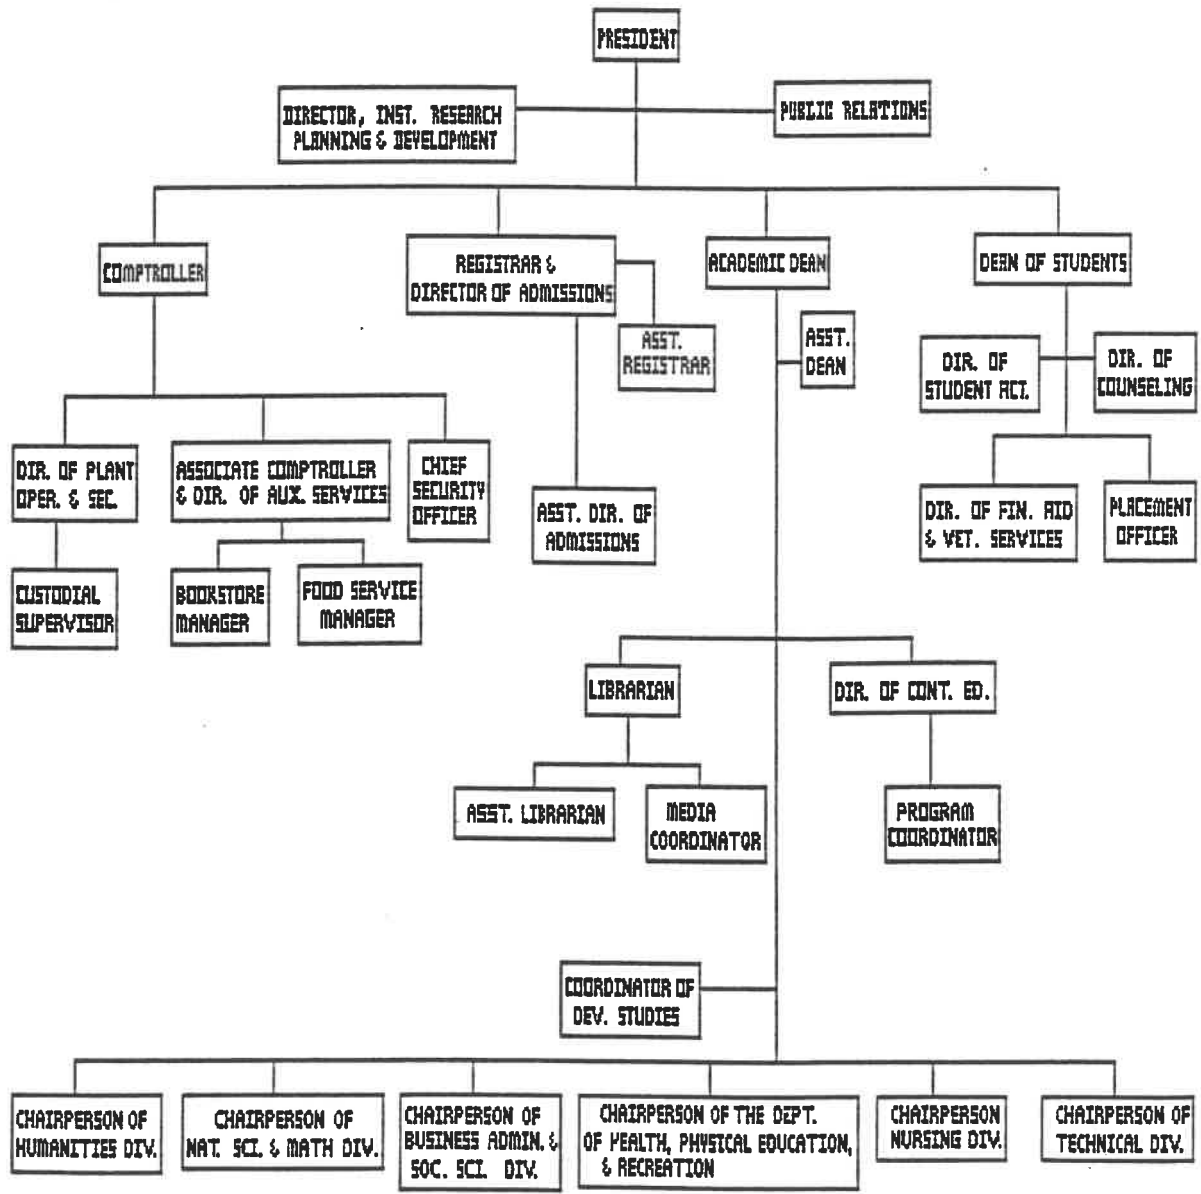 PRESIDENT
DIRECTOR, INST. RESEARCH
PLANNING & DEVELOPMENT
PUBLIC RELATIONS
COMPTROLLER
REGISTRAR &
DIRECTOR OF ADMISSIONS
ACADEMIC DEAN
DEAN OF STUDENTS
ASST.
REGISTRAR
ASST.
DEAN
DIR. OF
STUDENT ACT.
DIR. OF
COUNSELING
DIR. OF PLANT
OPER. & SEC.
ASSOCIATE COMPTROLLER
& DIR. OF AUX. SERVICES
CHIEF
SECURITY
OFFICER
ASST. DIR. OF
ADMISSIONS
DIR. OF FIN. AID
& VET. SERVICES
PLACEMENT
OFFICER
CUSTODIAL
SUPERVISOR
BOOKSTORE
MANAGER
FOOD SERVICE
MANAGER
LIBRARIAN
DIR. OF CONT. ED.
ASST. LIBRARIAN
MEDIA
COORDINATOR
PROGRAM
COORDINATOR
COORDINATOR OF
DEV. STUDIES
CHAIRPERSON OF
HUMANITIES DIV.
CHAIRPERSON OF
NAT. SCI. & MATH DIV.
CHAIRPERSON OF
BUSINESS ADMIN. &
SOC. SCI. DIV.
CHAIRPERSON OF THE DEPT.
OF HEALTH, PHYSICAL EDUCATION,
& RECREATION
CHAIRPERSON
NURSING DIV.
CHAIRPERSON OF
TECHNICAL DIV.